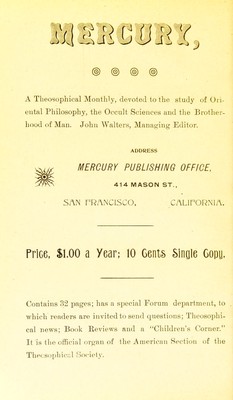 MERCURY,
A Theosophical Monthly, devoted to the study of Ori-
ental Philosophy, the Occult Sciences and the Brother-
hood of Man. John Walters, Managing Editor.
ADDRESS
MERCURY PUBLISHING OFFICE,
414 MASON ST.,
SAN FRANCISCO, CALIFORNIA.
Price, $1.00 a Year; 10 Cents Single Copy.
Contains 32 pages; has a special Forum department, to
which readers are invited to send questions; Theosophi-
cal news; Book Reviews and a "Children's Corner."
It is the official organ of the American Section of the
Theosophical Society.